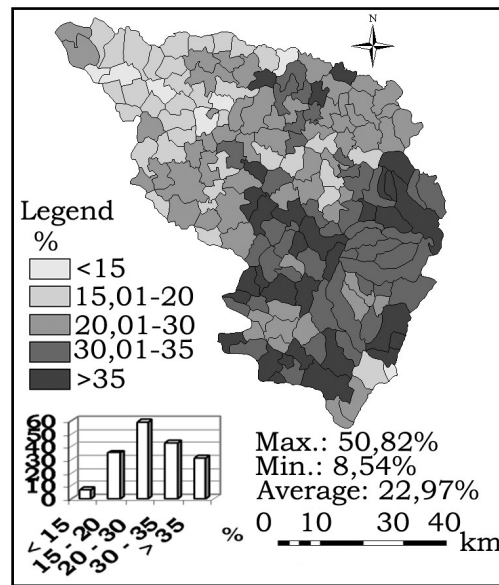 N
Legend
%
<15
15,01-20
20,01-30
30,01-35
>35
60
50
40
30
20
10
0
< 15
15 - 20
20 - 30
30 - 35
> 35
%
Max.: 50,82%
Min.: 8,54%
Average: 22,97%
0 10 20 30 40
km